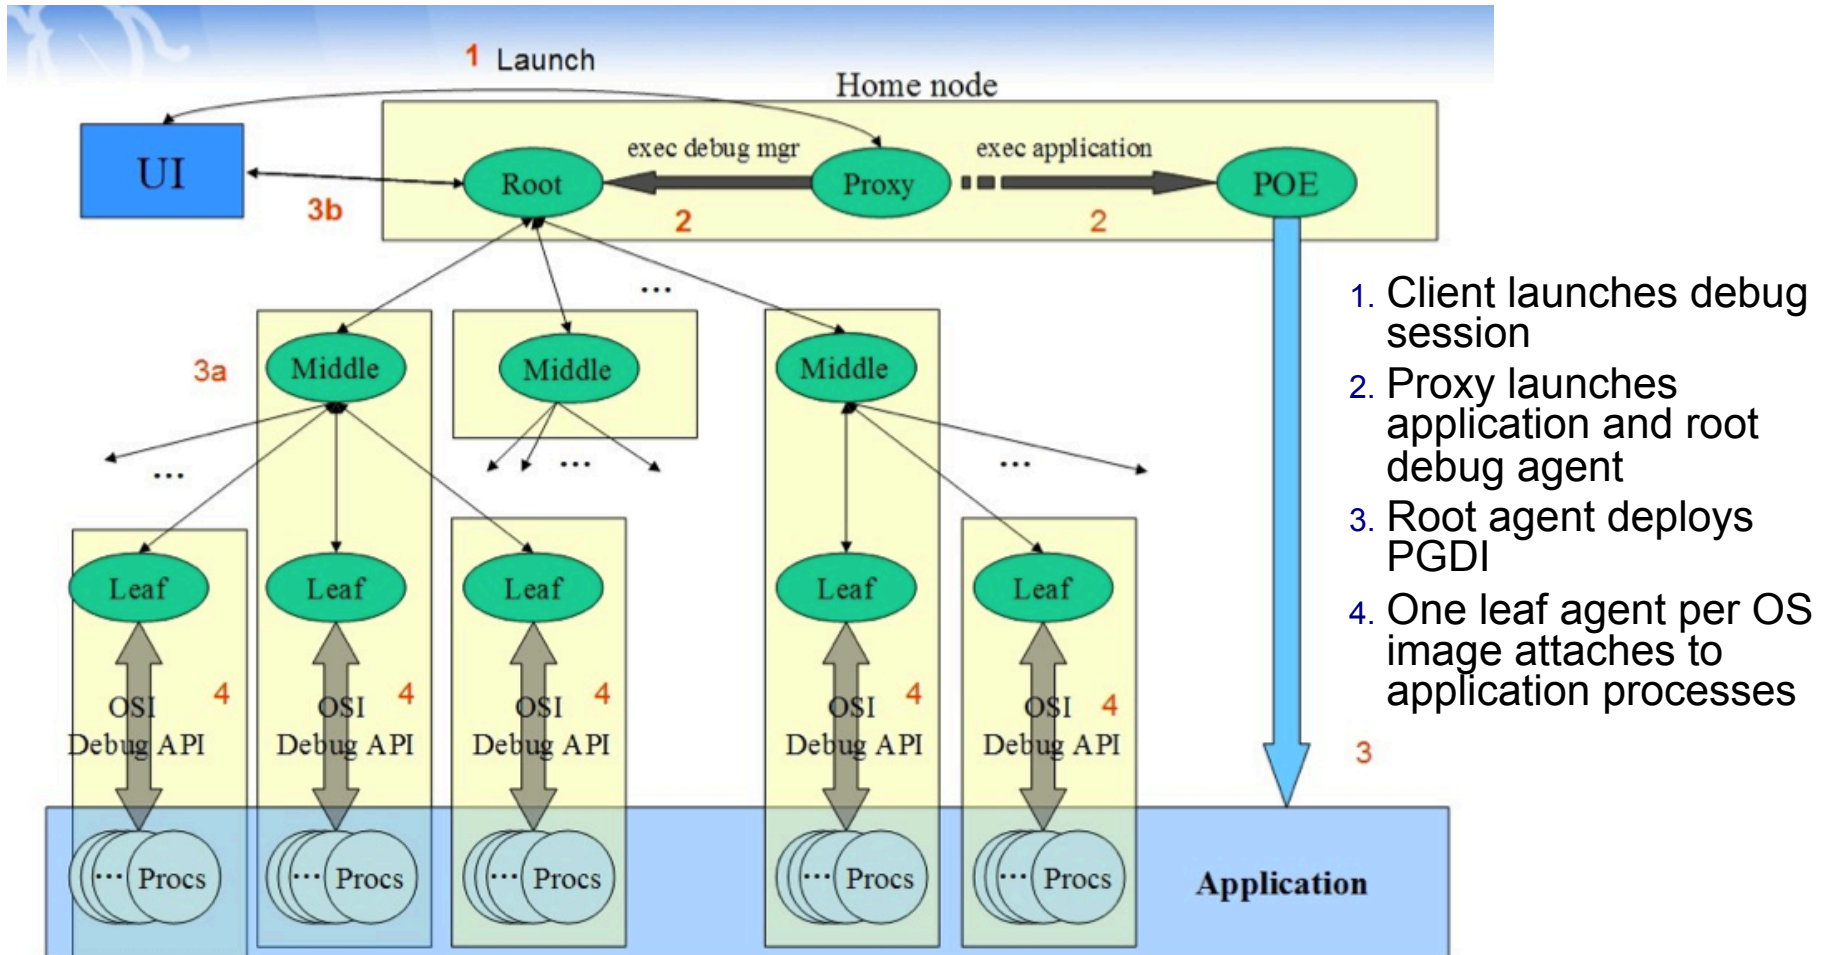 1 Launch
Home node
UI
Root
exec debug mgr
Proxy
exec application
POE
3b
2
2
...
3a
Middle
Middle
Middle
...
...
...
Leaf
Leaf
Leaf
Leaf
Leaf
OSI
Debug API
4
OSI
Debug API
4
OSI
Debug API
4
OSI
Debug API
4
OSI
Debug API
4
3
... Procs
... Procs
... Procs
... Procs
... Procs
Application
1. Client launches debug
session
2. Proxy launches
application and root
debug agent
3. Root agent deploys
PGDI
4. One leaf agent per OS
image attaches to
application processes